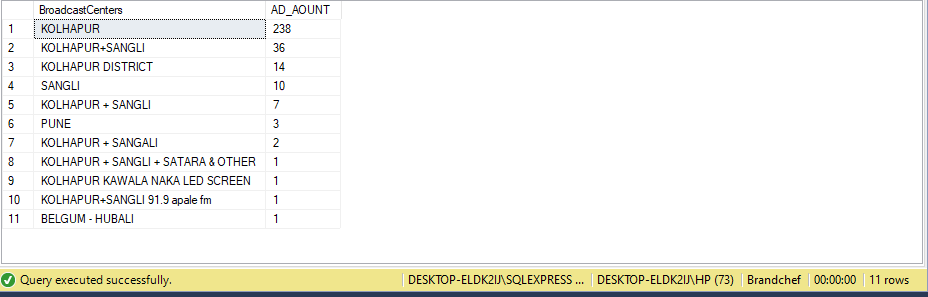 BroadcastCenters AD_AOUNT
1 KOLHAPUR 238
2 KOLHAPUR+SANGLI 36
3 KOLHAPUR DISTRICT 14
4 SANGLI 10
5 KOLHAPUR + SANGLI 7
6 PUNE 3
7 KOLHAPUR + SANGALI 2
8 KOLHAPUR + SANGLI + SATARA & OTHER 1
9 KOLHAPUR KAWALA NAKA LED SCREEN 1
10 KOLHAPUR+SANGLI 91.9 apale fm 1
11 BELGUM - HUBALI 1
Query executed successfully. DESKTOP-ELDK2IJ\SQLEXPRESS ... DESKTOP-ELDK2IJ\HP (73) Brandchef 00:00:00 11 rows